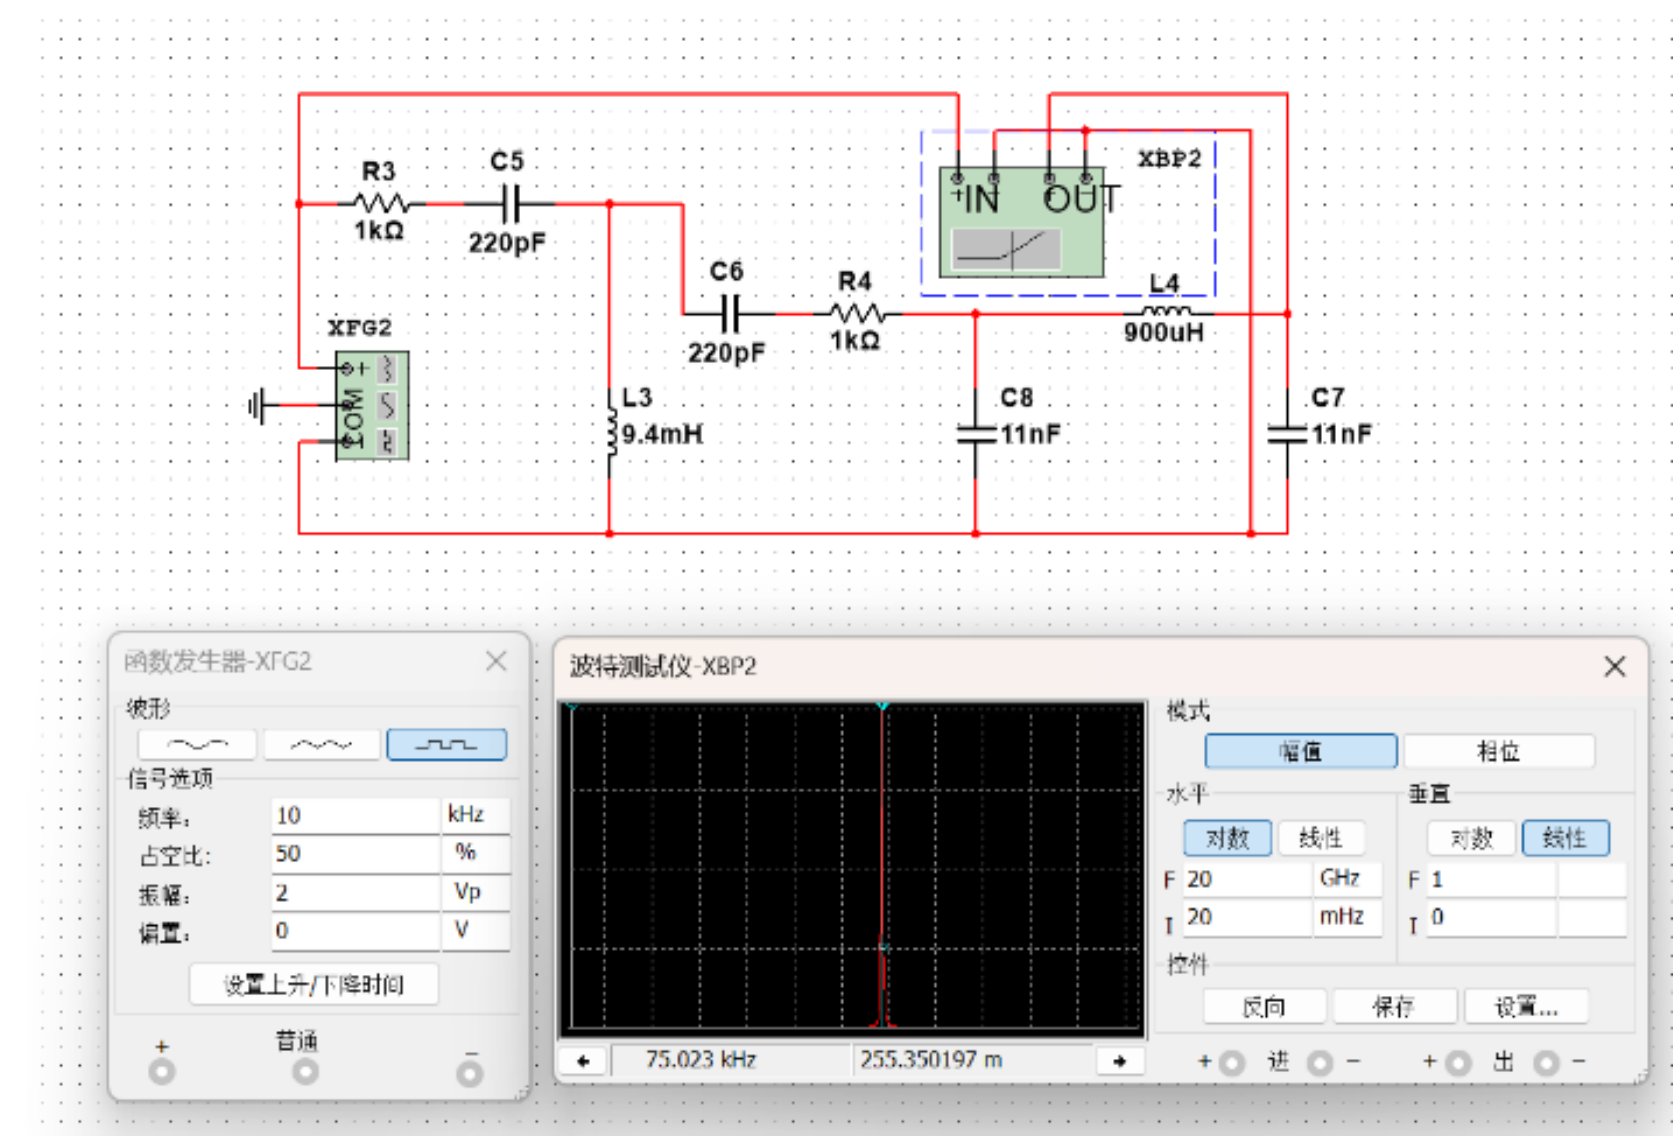 XBP2
IN
OUT
R3
1kΩ
C5
220pF
C6
220pF
R4
1kΩ
L4
900uH
XFG2
COM
L3
9.4mH
C8
11nF
C7
11nF
函数发生器-XFG2
波形
信号选项
频率: 10 kHz
占空比: 50 %
振幅: 2 Vp
偏置: 0 V
设置上升/下降时间
+ 普通 −
波特测试仪-XBP2
75.023 kHz 255.350197 m
模式
幅值 相位
水平 垂直
对数 线性 对数 线性
F 20 GHz F 1
I 20 mHz I 0
控件
反向 保存 设置...
+ 进 − + 出 −